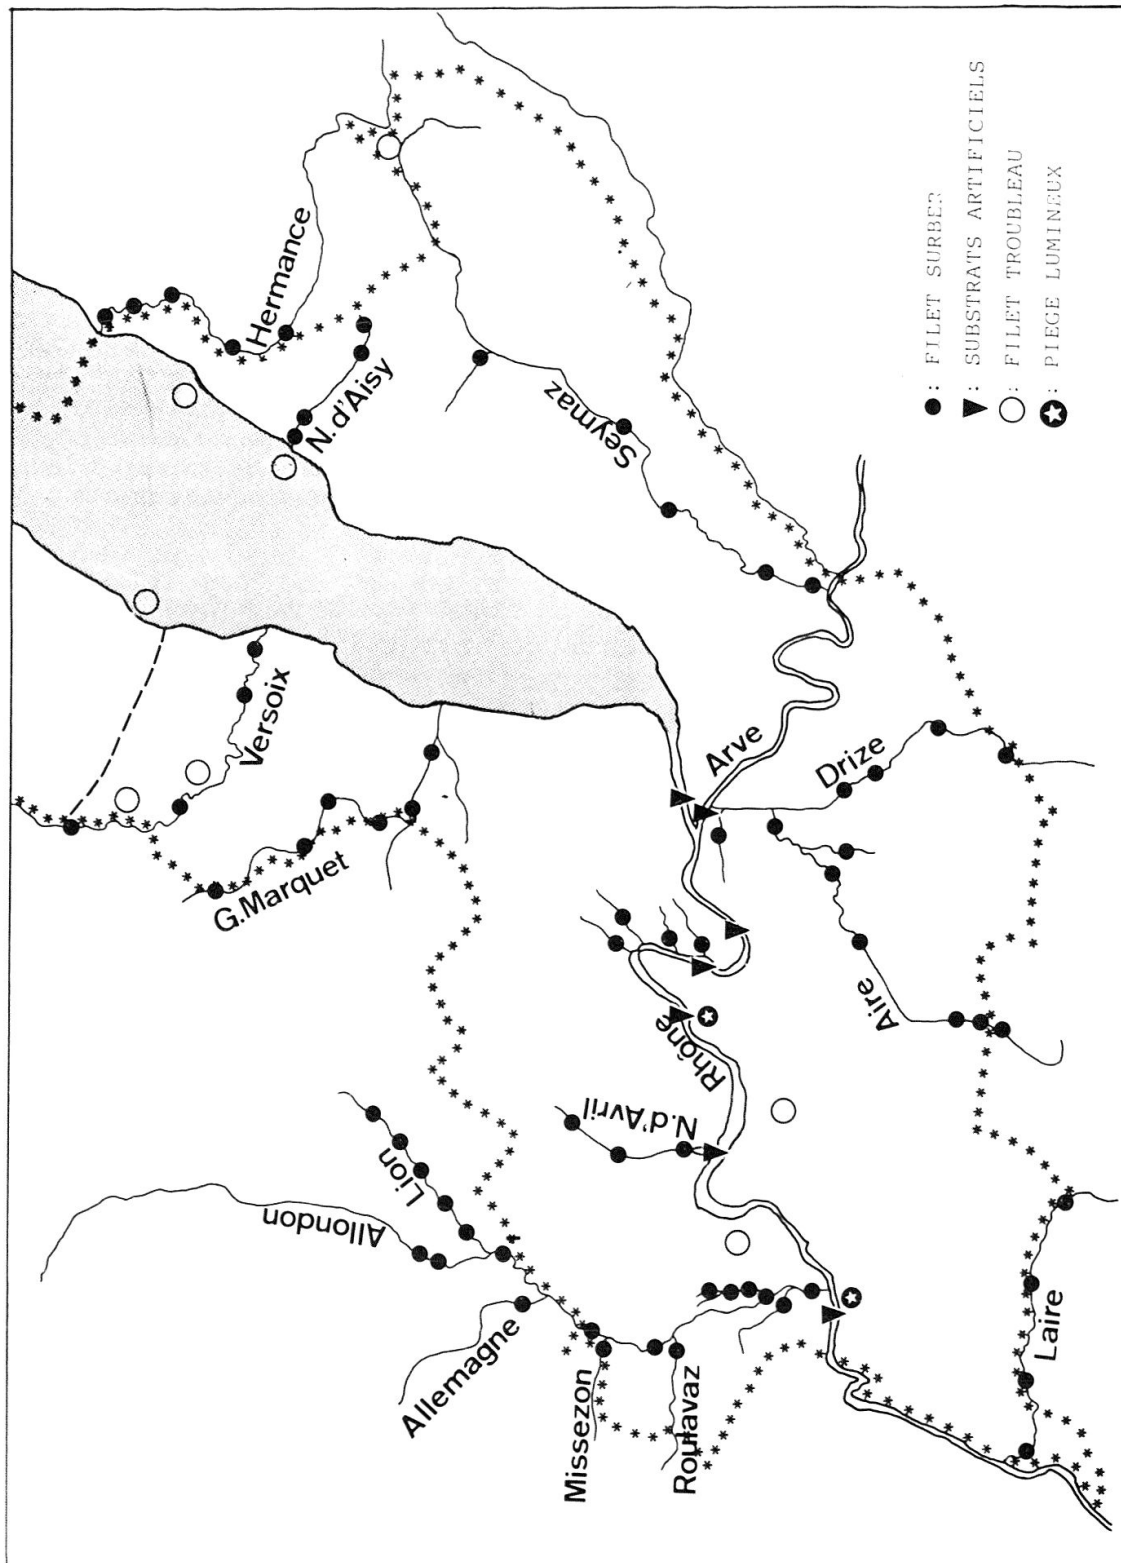 Hermance
N.d'Aisy
Seymaz
Versoix
G.Marquet
Arve
Drize
Aire
Rhône
N.d'Avril
Lion
Allondon
Allemagne
Missezon
Roulavaz
Laire
: FILET SURBER
: SUBSTRATS ARTIFICIELS
: FILET TROUBLEAU
: PIEGE LUMINEUX